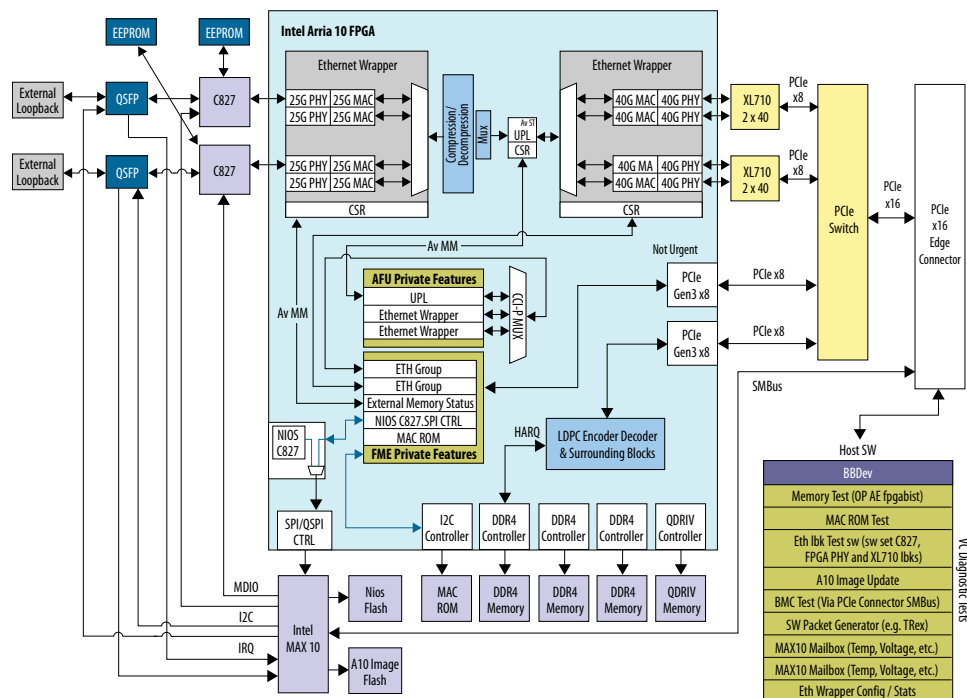 EEPROM
EEPROM
Intel Arria 10 FPGA
Ethernet Wrapper
Ethernet Wrapper
External
Loopback
QSFP
C827
25G PHY 25G MAC
25G PHY 25G MAC
Compression/
Decompression
Mux
Av ST
UPL
CSR
40G MAC 40G PHY
40G MAC 40G PHY
XL710
2 x 40
PCIe
x8
External
Loopback
QSFP
C827
25G PHY 25G MAC
25G PHY 25G MAC
40G MA 40G PHY
40G MAC 40G PHY
XL710
2 x 40
PCIe
x8
PCIe
Switch
PCIe
x16
PCIe
x16
Edge
Connector
CSR
CSR
Av MM
Not Urgent
PCIe
Gen3 x8
PCIe x8
Av MM
AFU Private Features
UPL
Ethernet Wrapper
Ethernet Wrapper
CCI-P MUX
PCIe
Gen3 x8
PCIe x8
ETH Group
ETH Group
External Memory Status
NIOS C827.SPI CTRL
MAC ROM
FME Private Features
SMBus
NIOS
C827
HARQ
LDPC Encoder Decoder
& Surrounding Blocks
SPI/QSPI
CTRL
I2C
Controller
DDR4
Controller
DDR4
Controller
DDR4
Controller
QDRIV
Controller
MDIO
I2C
IRQ
Intel
MAX 10
Nios
Flash
A10 Image
Flash
MAC
ROM
DDR4
Memory
DDR4
Memory
DDR4
Memory
QDRIV
Memory
Host SW
BBDev
Memory Test (OP AE fpgabist)
MAC ROM Test
Eth lbk Test sw (sw set C827,
FPGA PHY and XL710 lbks)
A10 Image Update
BMC Test (Via PCIe Connector SMBus)
SW Packet Generator (e.g. TRex)
MAX10 Mailbox (Temp, Voltage, etc.)
MAX10 Mailbox (Temp, Voltage, etc.)
Eth Wrapper Config / Stats
VC Diagnostic Tests